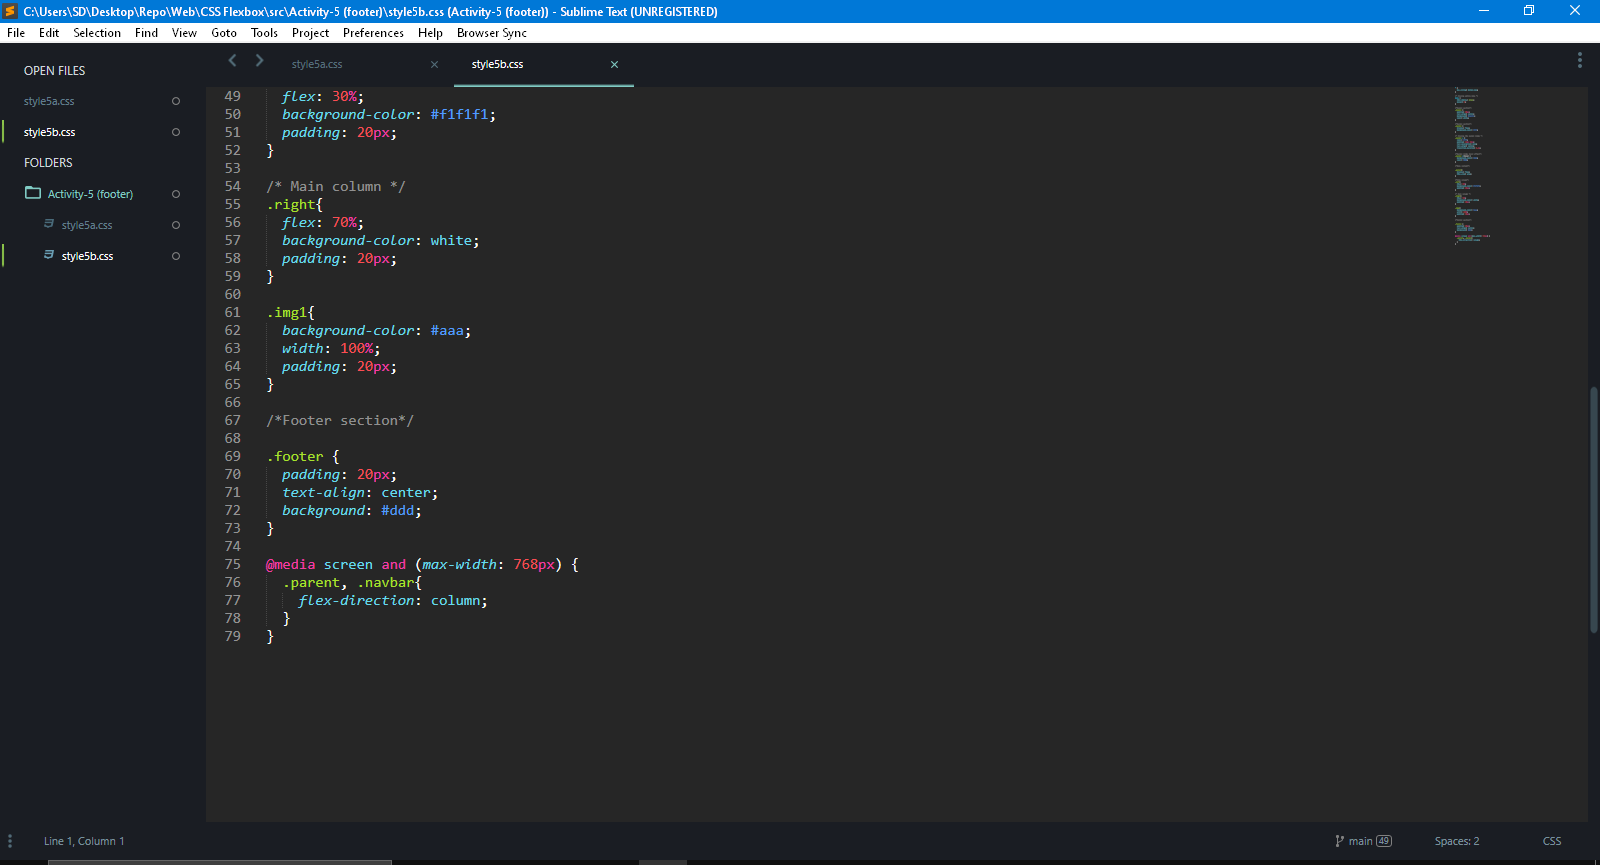 C:\Users\SD\Desktop\Repo\Web\CSS Flexbox\src\Activity-5 (footer)\style5b.css (Activity-5 (footer)) - Sublime Text (UNREGISTERED)
File Edit Selection Find View Goto Tools Project Preferences Help Browser Sync
OPEN FILES
style5a.css
style5b.css
FOLDERS
Activity-5 (footer)
style5a.css
style5b.css
style5a.css style5b.css
49 flex: 30%;
50 background-color: #f1f1f1;
51 padding: 20px;
52 }
53
54 /* Main column */
55 .right{
56 flex: 70%;
57 background-color: white;
58 padding: 20px;
59 }
60
61 .img1{
62 background-color: #aaa;
63 width: 100%;
64 padding: 20px;
65 }
66
67 /*Footer section*/
68
69 .footer {
70 padding: 20px;
71 text-align: center;
72 background: #ddd;
73 }
74
75 @media screen and (max-width: 768px) {
76 .parent, .navbar{
77 flex-direction: column;
78 }
79 }
Line 1, Column 1 main 49 Spaces: 2 CSS